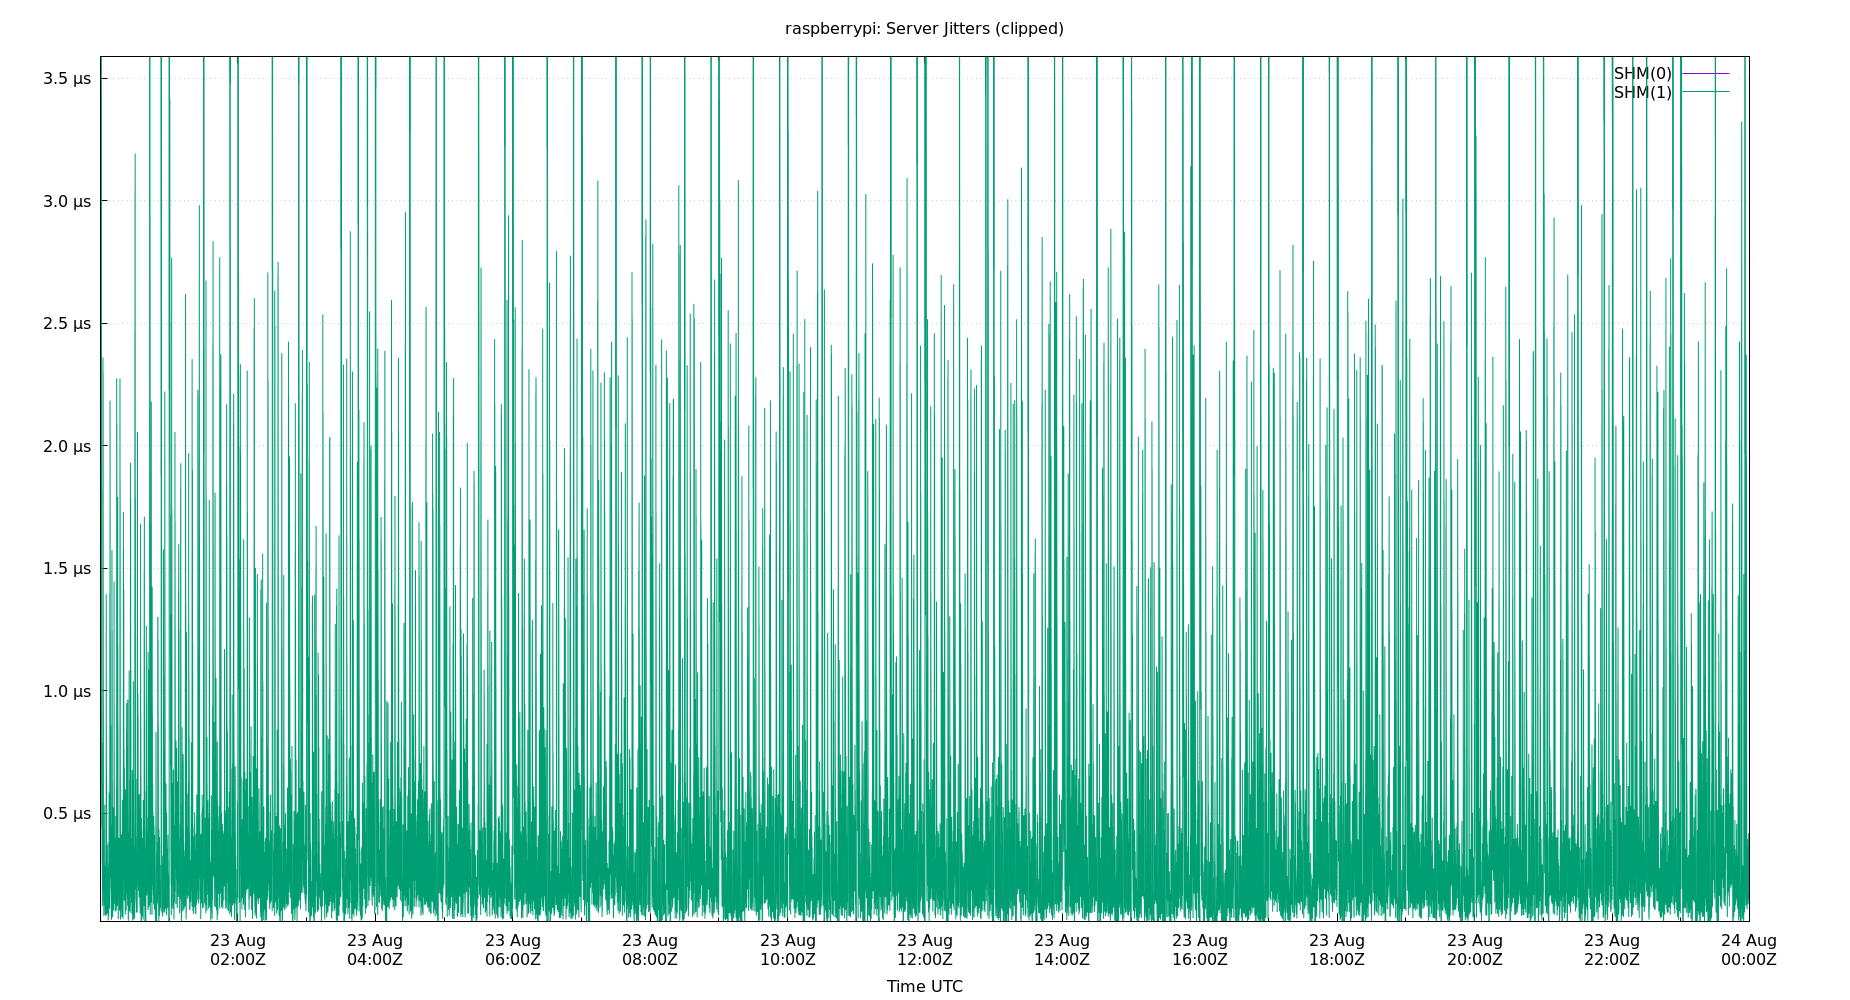 raspberrypi: Server Jitters (clipped)
3.5 µs
3.0 µs
2.5 µs
2.0 µs
1.5 µs
1.0 µs
0.5 µs
SHM(0)
SHM(1)
23 Aug 23 Aug 23 Aug 23 Aug 23 Aug 23 Aug 23 Aug 23 Aug 23 Aug 23 Aug 23 Aug 24 Aug
02:00Z 04:00Z 06:00Z 08:00Z 10:00Z 12:00Z 14:00Z 16:00Z 18:00Z 20:00Z 22:00Z 00:00Z
Time UTC